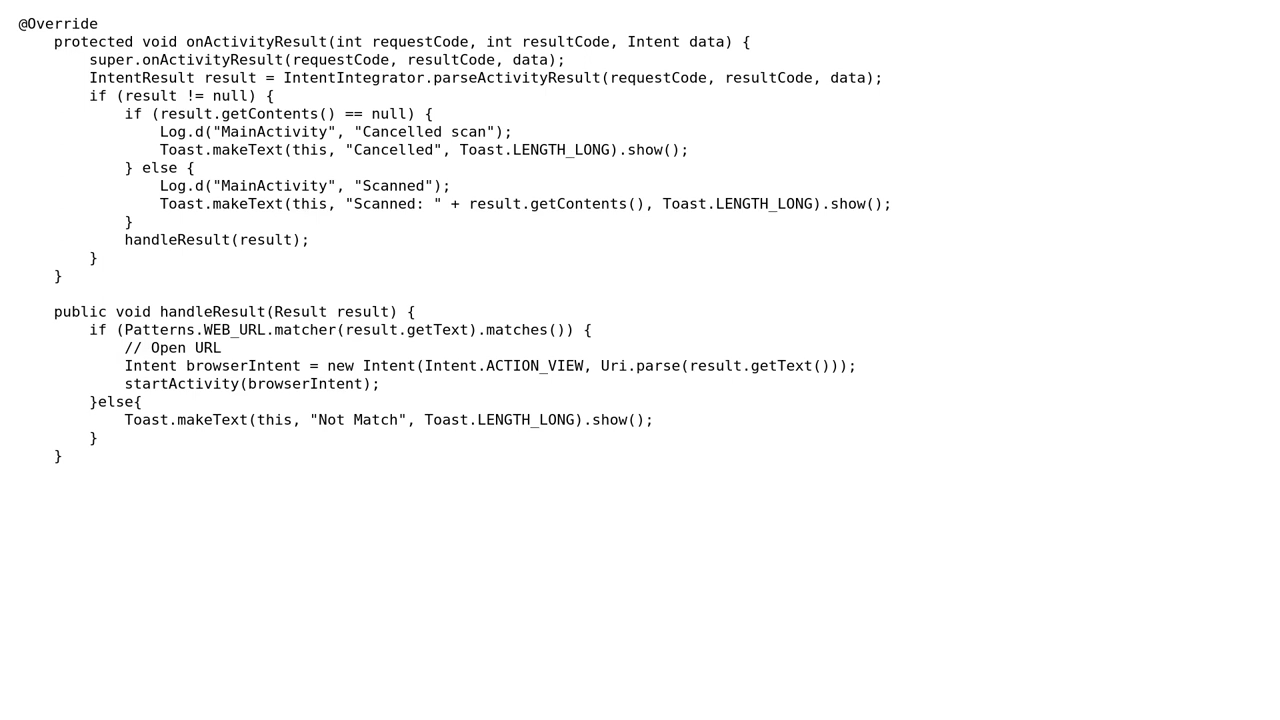 @Override
    protected void onActivityResult(int requestCode, int resultCode, Intent data) {
        super.onActivityResult(requestCode, resultCode, data);
        IntentResult result = IntentIntegrator.parseActivityResult(requestCode, resultCode, data);
        if (result != null) {
            if (result.getContents() == null) {
                Log.d("MainActivity", "Cancelled scan");
                Toast.makeText(this, "Cancelled", Toast.LENGTH_LONG).show();
            } else {
                Log.d("MainActivity", "Scanned");
                Toast.makeText(this, "Scanned: " + result.getContents(), Toast.LENGTH_LONG).show();
            }
            handleResult(result);
        }
    }

    public void handleResult(Result result) {
        if (Patterns.WEB_URL.matcher(result.getText).matches()) {
            // Open URL
            Intent browserIntent = new Intent(Intent.ACTION_VIEW, Uri.parse(result.getText()));
            startActivity(browserIntent);
        }else{
            Toast.makeText(this, "Not Match", Toast.LENGTH_LONG).show();
        }
    }